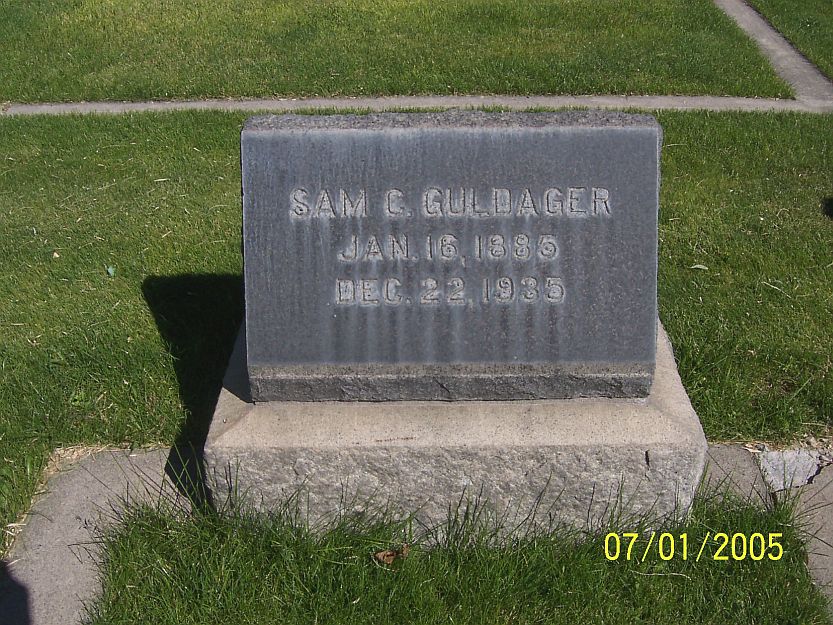 SAM C. GULDAGER
JAN. 16, 1885
DEC. 22, 1935
07/01/2005